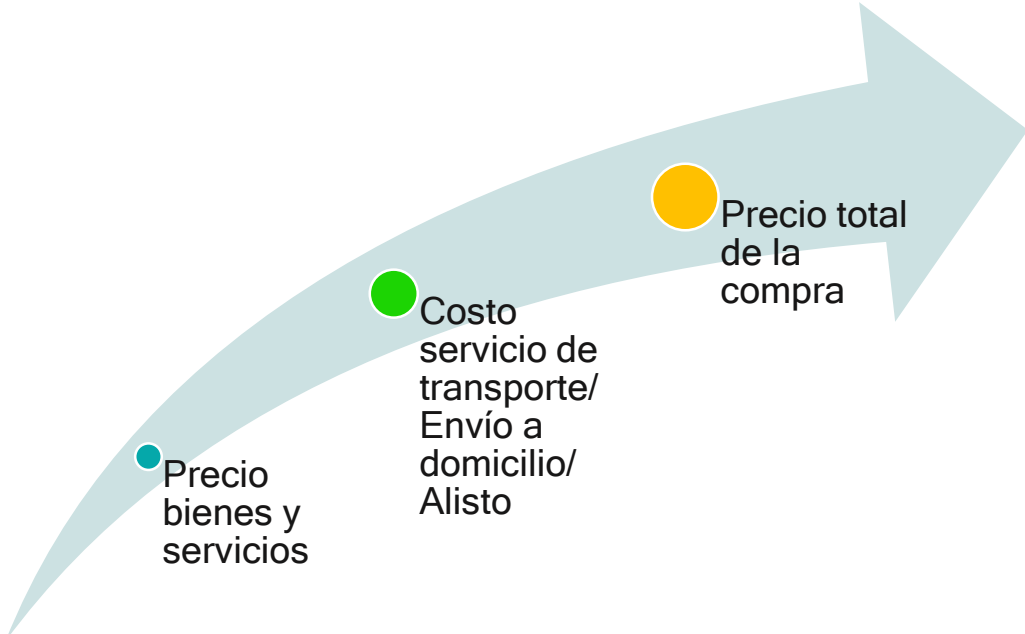 Precio
bienes y
servicios
Costo
servicio de
transporte/
Envío a
domicilio/
Alisto
Precio total
de la
compra